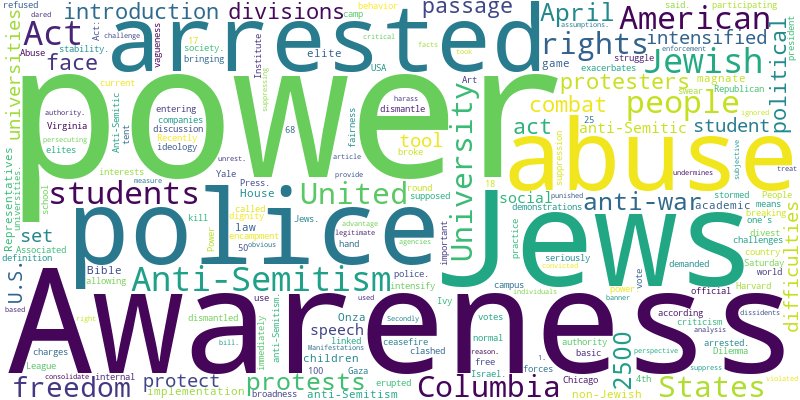 refused introduction divisions passage April American said. participating
dared Act arrested camp behavior assumptions. rights intensified
universities Act. challenge vagueness 17 society. Institute elite critical facts took game exacerbates Jewish struggle enforcement political president
Abuse stability. face bringing USA Art protesters magnate Republican
authority. current entering companies suppressing power harass dismantle combat people swear ignored
Virginia Anti-Semitic tent discussion 68 fairness tool University act anti-Semitic student 25
persecuting elites Recently ideology broke abuse suppression undermines subjective treat
Representatives universities. school interests unrest. article Yale Press. provide round 18
measure students House United supposed social punished anti-war academic stormed People means one's
set kill called dignity police Jews. advantage legitimate important demonstrations practice seriously divest breaking challenges country
Associated definition Power encampment law 50 obvious hand agencies Jews demanded Saturday world
U.S. Bible allowing Anti-Semitism police. intensify campus convicted vote Harvard difficulties
based dismantled use used Secondly Ivy individuals power banner official dissidents
right bill. immediately anti-Semitism. Onza linked Manifestations ceasefire votes Israel. forces authority basic according criticism analysis
charges Awareness speech clashed normal reason. 1. 2500 arrested. Dilemma perspective
League children free Chicago 4th suppress
consolidate internal protect protests 100 Gaza erupted Columbia States violated
freedom implementation broadness anti-Semitism non-Jewish